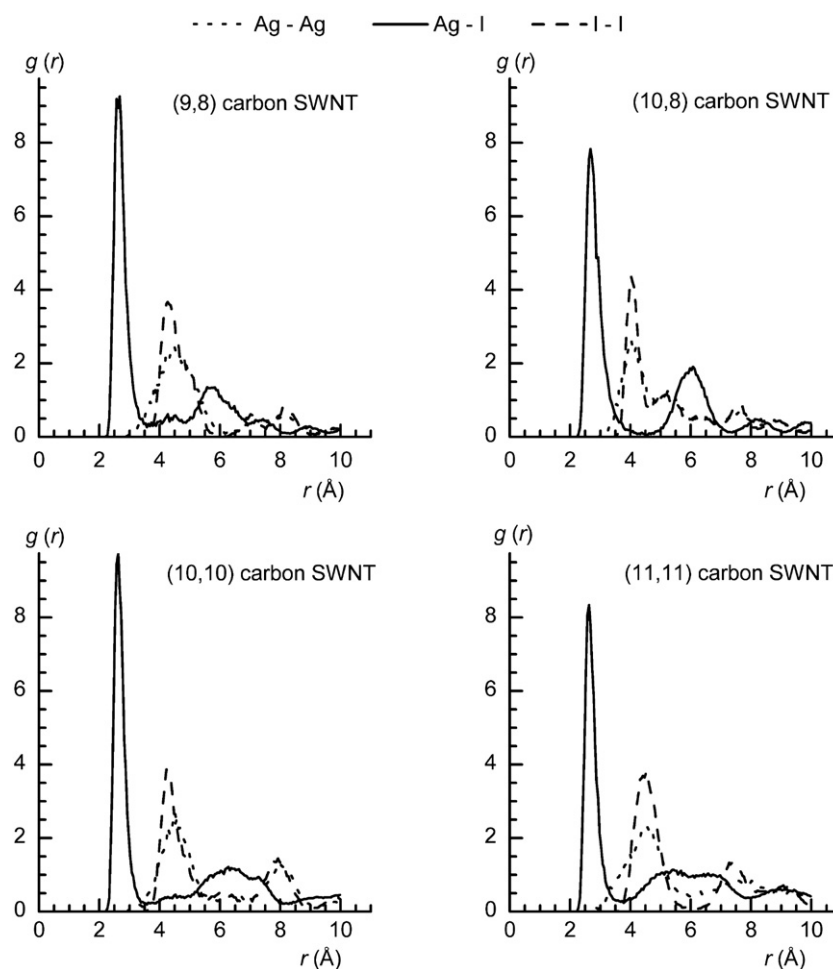 Ag - Ag Ag - I I - I
g (r) g (r)
(9,8) carbon SWNT (10,8) carbon SWNT
8 8
6 6
4 4
2 2
0 0
0 2 4 6 8 10 0 2 4 6 8 10
r (Å) r (Å)
g (r) g (r)
(10,10) carbon SWNT (11,11) carbon SWNT
8 8
6 6
4 4
2 2
0 0
0 2 4 6 8 10 0 2 4 6 8 10
r (Å) r (Å)